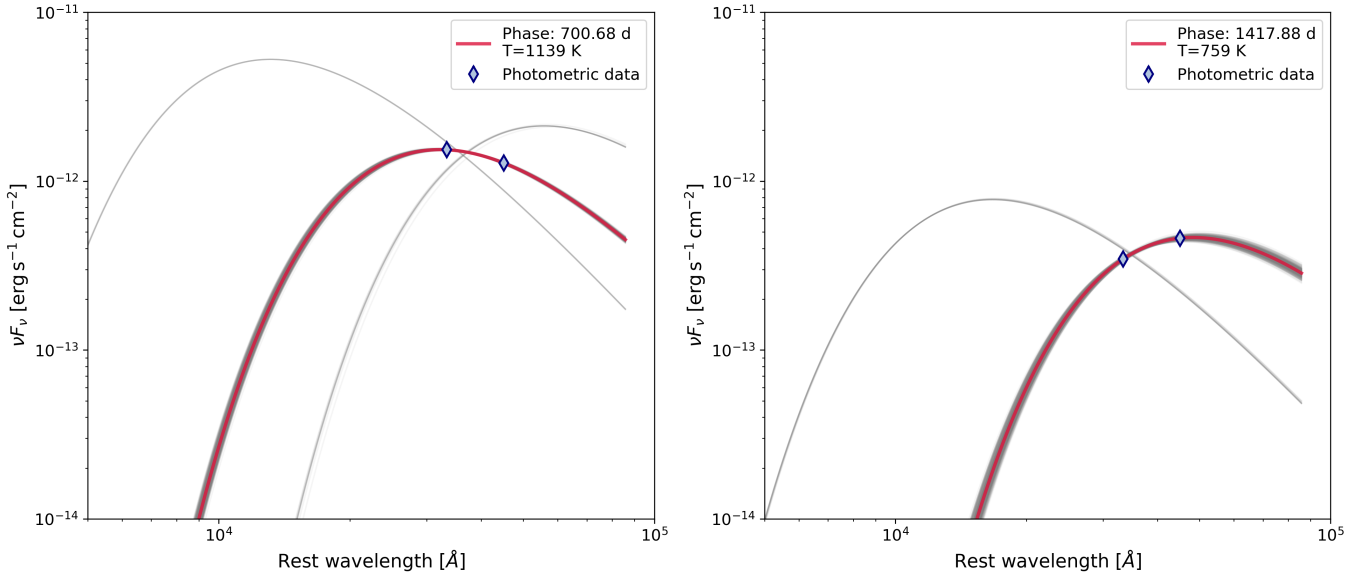 10⁻¹¹
10⁻¹²
10⁻¹³
10⁻¹⁴
νFν [erg s⁻¹ cm⁻²]
Phase: 700.68 d
T=1139 K
Photometric data
10⁴
10⁵
Rest wavelength [Å]
10⁻¹¹
10⁻¹²
10⁻¹³
10⁻¹⁴
νFν [erg s⁻¹ cm⁻²]
Phase: 1417.88 d
T=759 K
Photometric data
10⁴
10⁵
Rest wavelength [Å]